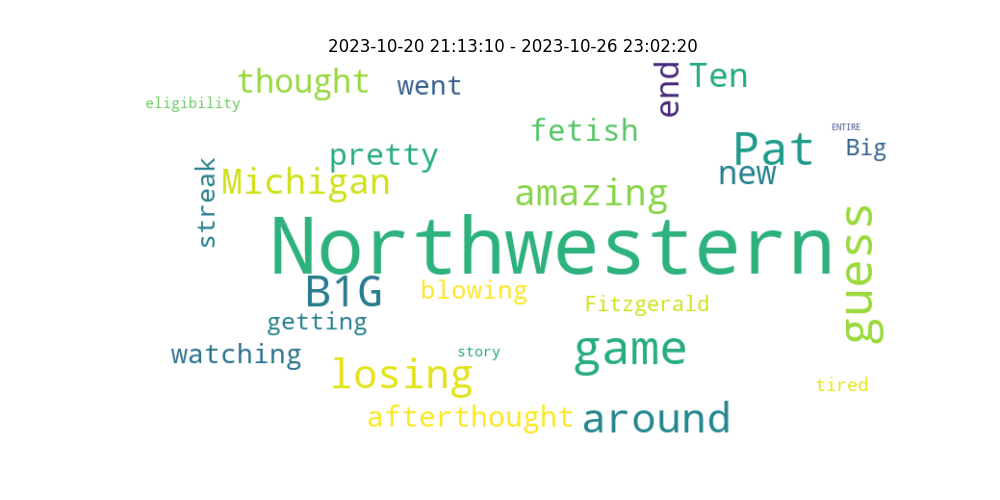 2023-10-20 21:13:10 - 2023-10-26 23:02:20
thought
went
end
Ten
eligibility
fetish
ENTIRE
Pat
Big
pretty
new
streak
Michigan
amazing
Northwestern
guess
B1G
blowing
Fitzgerald
getting
watching
story
game
losing
tired
afterthought
around